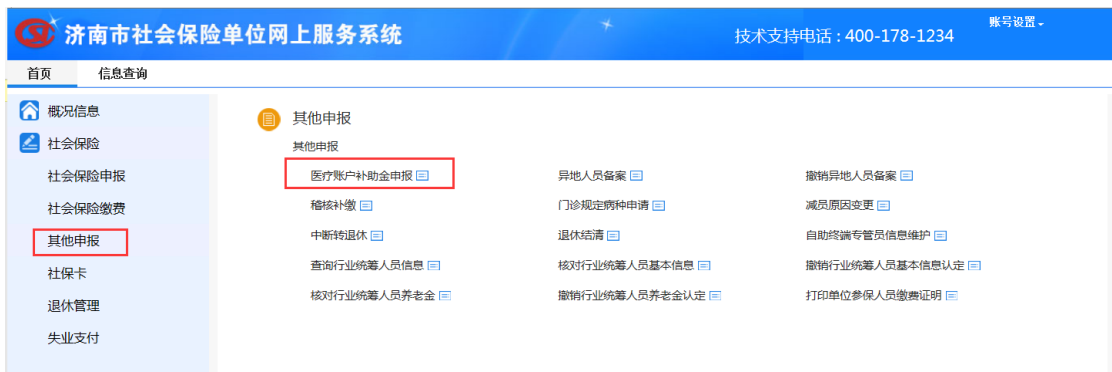 账号设置
济南市社会保险单位网上服务系统
技术支持电话：400-178-1234
首页 信息查询
概况信息
社会保险
社会保险申报
社会保险缴费
其他申报
社保卡
退休管理
失业支付
其他申报
其他申报
医疗账户补助金申报 异地人员备案 撤销异地人员备案
稽核补缴 门诊规定病种申请 减员原因变更
中断转退休 退休结清 自助终端专管员信息维护
查询行业统筹人员信息 核对行业统筹人员基本信息 撤销行业统筹人员基本信息认定
核对行业统筹人员养老金 撤销行业统筹人员养老金认定 打印单位参保人员缴费证明